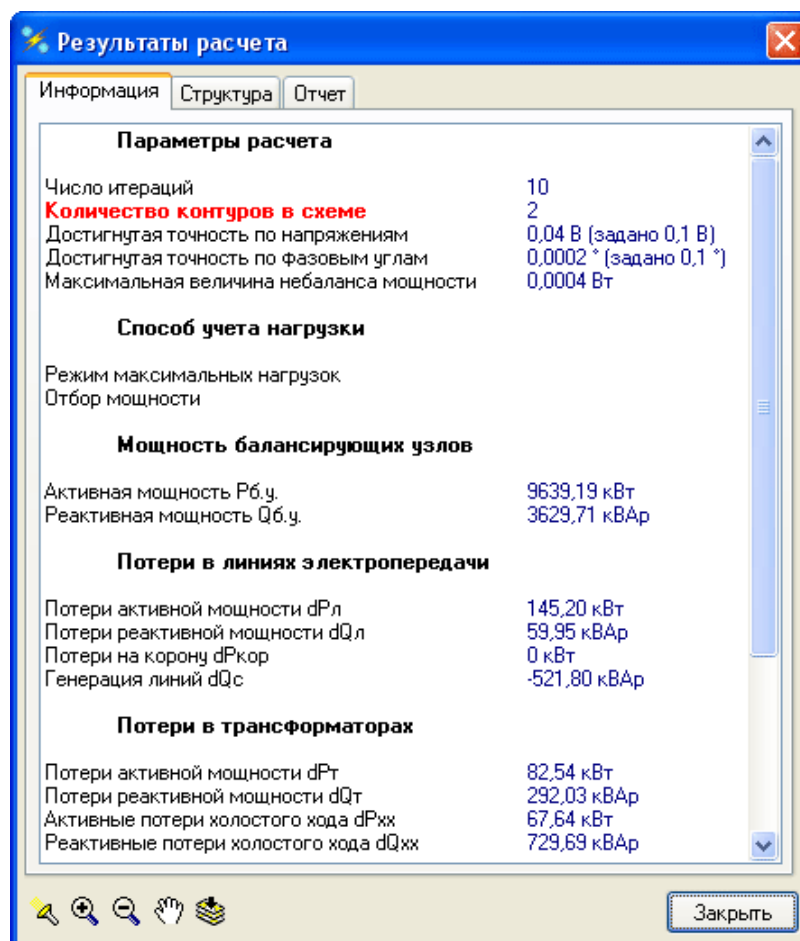 Результаты расчета
Информация Структура Отчет
Параметры расчета
Число итераций 10
Количество контуров в схеме 2
Достигнутая точность по напряжениям 0,04 В (задано 0,1 В)
Достигнутая точность по фазовым углам 0,0002 ° (задано 0,1 °)
Максимальная величина небаланса мощности 0,0004 Вт
Способ учета нагрузки
Режим максимальных нагрузок
Отбор мощности
Мощность балансирующих узлов
Активная мощность Рб.у. 9639,19 кВт
Реактивная мощность Qб.у. 3629,71 кВАр
Потери в линиях электропередачи
Потери активной мощности dPл 145,20 кВт
Потери реактивной мощности dQл 59,95 кВАр
Потери на корону dPкор 0 кВт
Генерация линий dQc -521,80 кВАр
Потери в трансформаторах
Потери активной мощности dPт 82,54 кВт
Потери реактивной мощности dQт 292,03 кВАр
Активные потери холостого хода dPхх 67,64 кВт
Реактивные потери холостого хода dQхх 729,69 кВАр
Закрыть